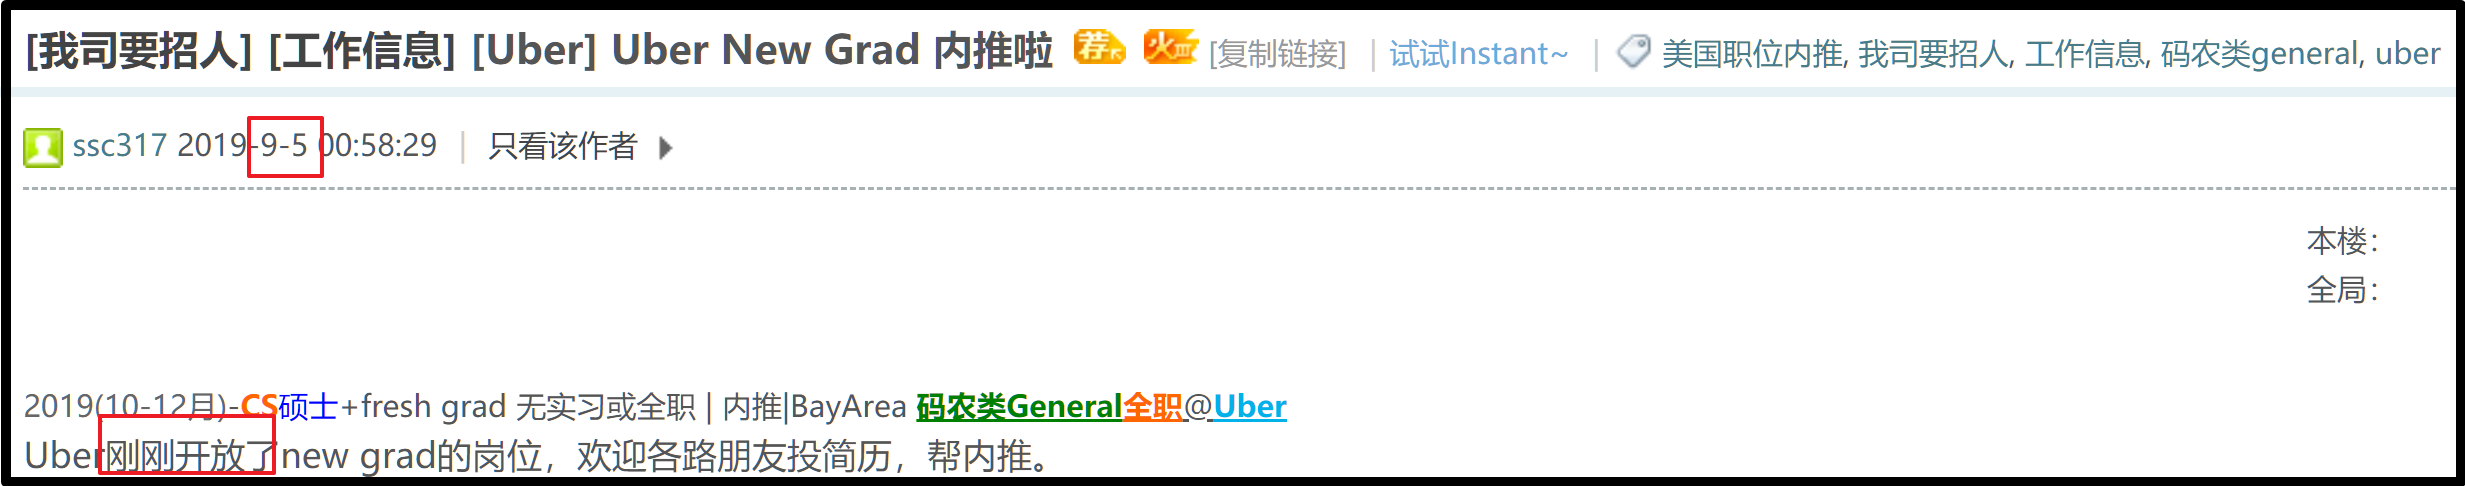 [我司要招人] [工作信息] [Uber] Uber New Grad 内推啦 荐 火III [复制链接] | 试试Instant~ | 美国职位内推, 我司要招人, 工作信息, 码农类general, uber
ssc317 2019-9-5 00:58:29 | 只看该作者
本楼：
全局：
2019(10-12月)-CS硕士+fresh grad 无实习或全职 | 内推|BayArea 码农类General全职@Uber
Uber刚刚开放了new grad的岗位，欢迎各路朋友投简历，帮内推。